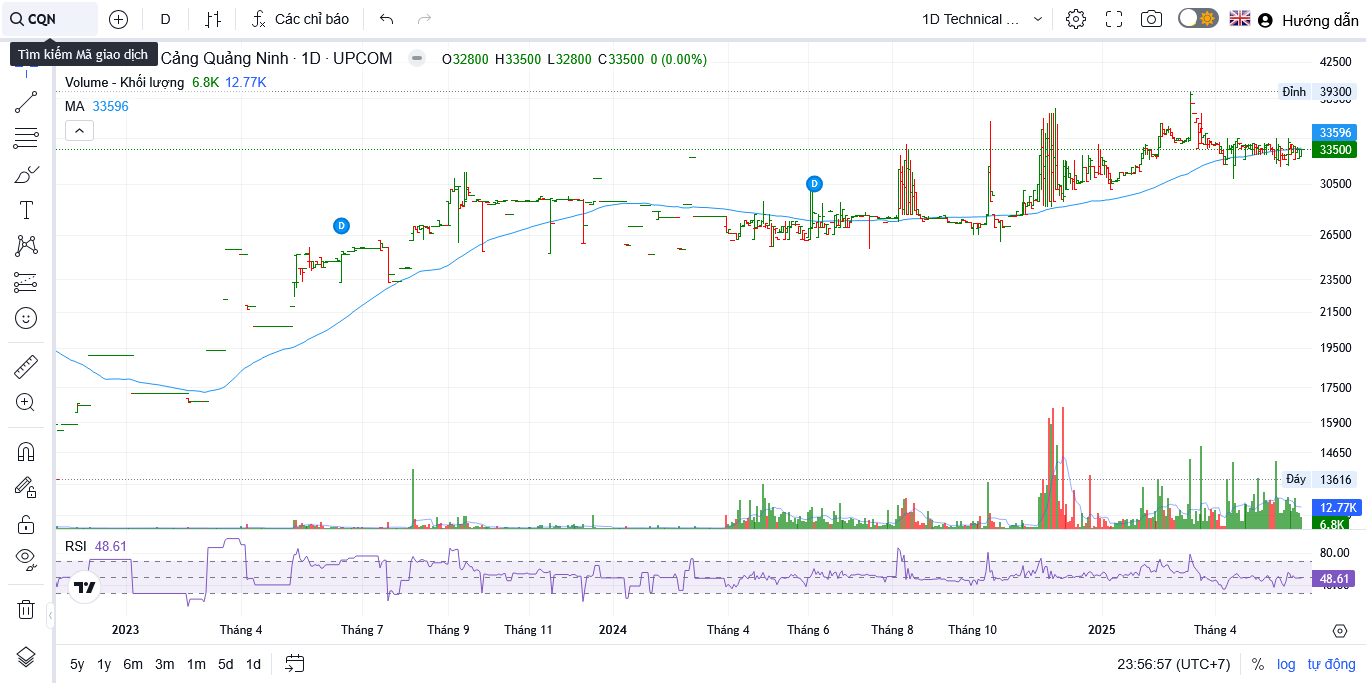 CQN
D
Các chỉ báo
1D Technical ...
Hướng dẫn
Tìm kiếm Mã giao dịch
Cảng Quảng Ninh · 1D · UPCOM
O32800 H33500 L32800 C33500 0 (0.00%)
Volume - Khối lượng 6.8K 12.77K
MA 33596
42500
Đỉnh 39300
33596
33500
30500
26500
23500
21500
19500
17500
15900
14650
Đáy 13616
12.77K
6.8K
D
D
RSI 48.61
80.00
48.61
2023 Tháng 4 Tháng 7 Tháng 9 Tháng 11 2024 Tháng 4 Tháng 6 Tháng 8 Tháng 10 2025 Tháng 4
5y 1y 6m 3m 1m 5d 1d
23:56:57 (UTC+7) % log tự động